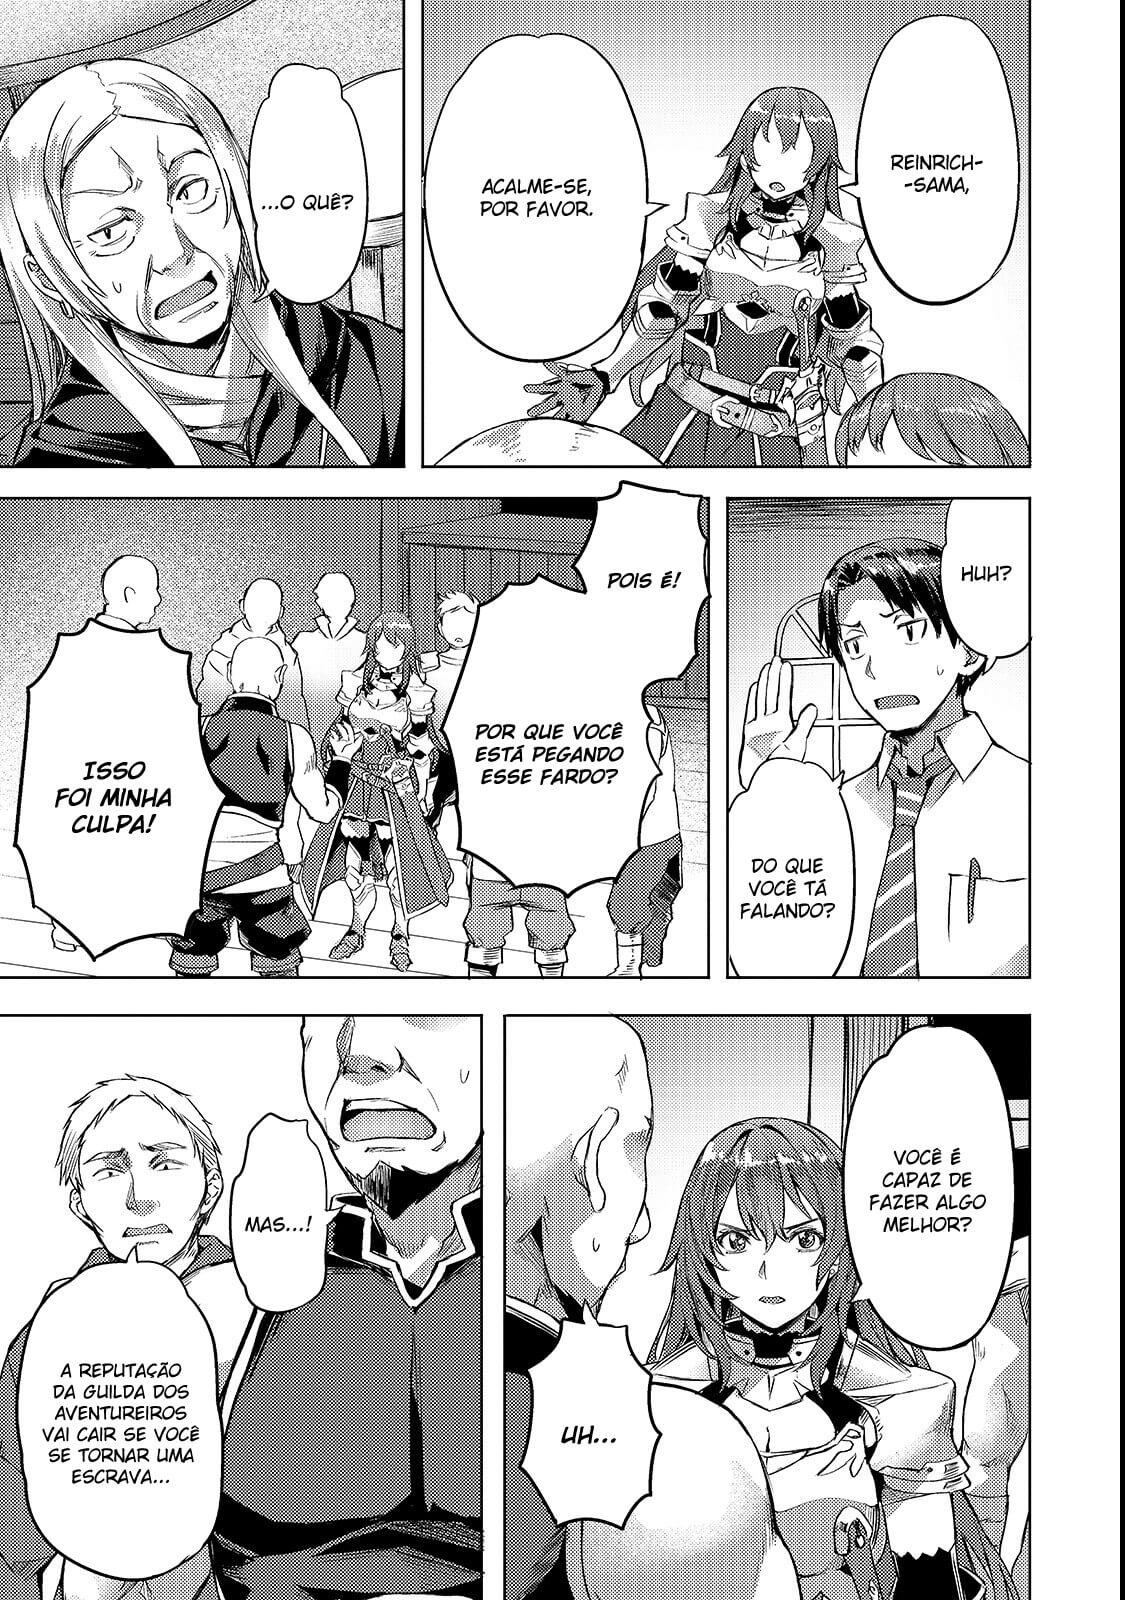 REINRICH-
-SAMA,
ACALME-SE,
POR FAVOR.
...O QUÊ?
HUH?
DO QUE
VOCÊ TÁ
FALANDO?
POIS É!
POR QUE VOCÊ
ESTÁ PEGANDO
ESSE FARDO?
ISSO
FOI MINHA
CULPA!
VOCÊ É
CAPAZ DE
FAZER ALGO
MELHOR?
UH...
MAS...!
A REPUTAÇÃO
DA GUILDA DOS
AVENTUREIROS
VAI CAIR SE VOCÊ
SE TORNAR UMA
ESCRAVA...